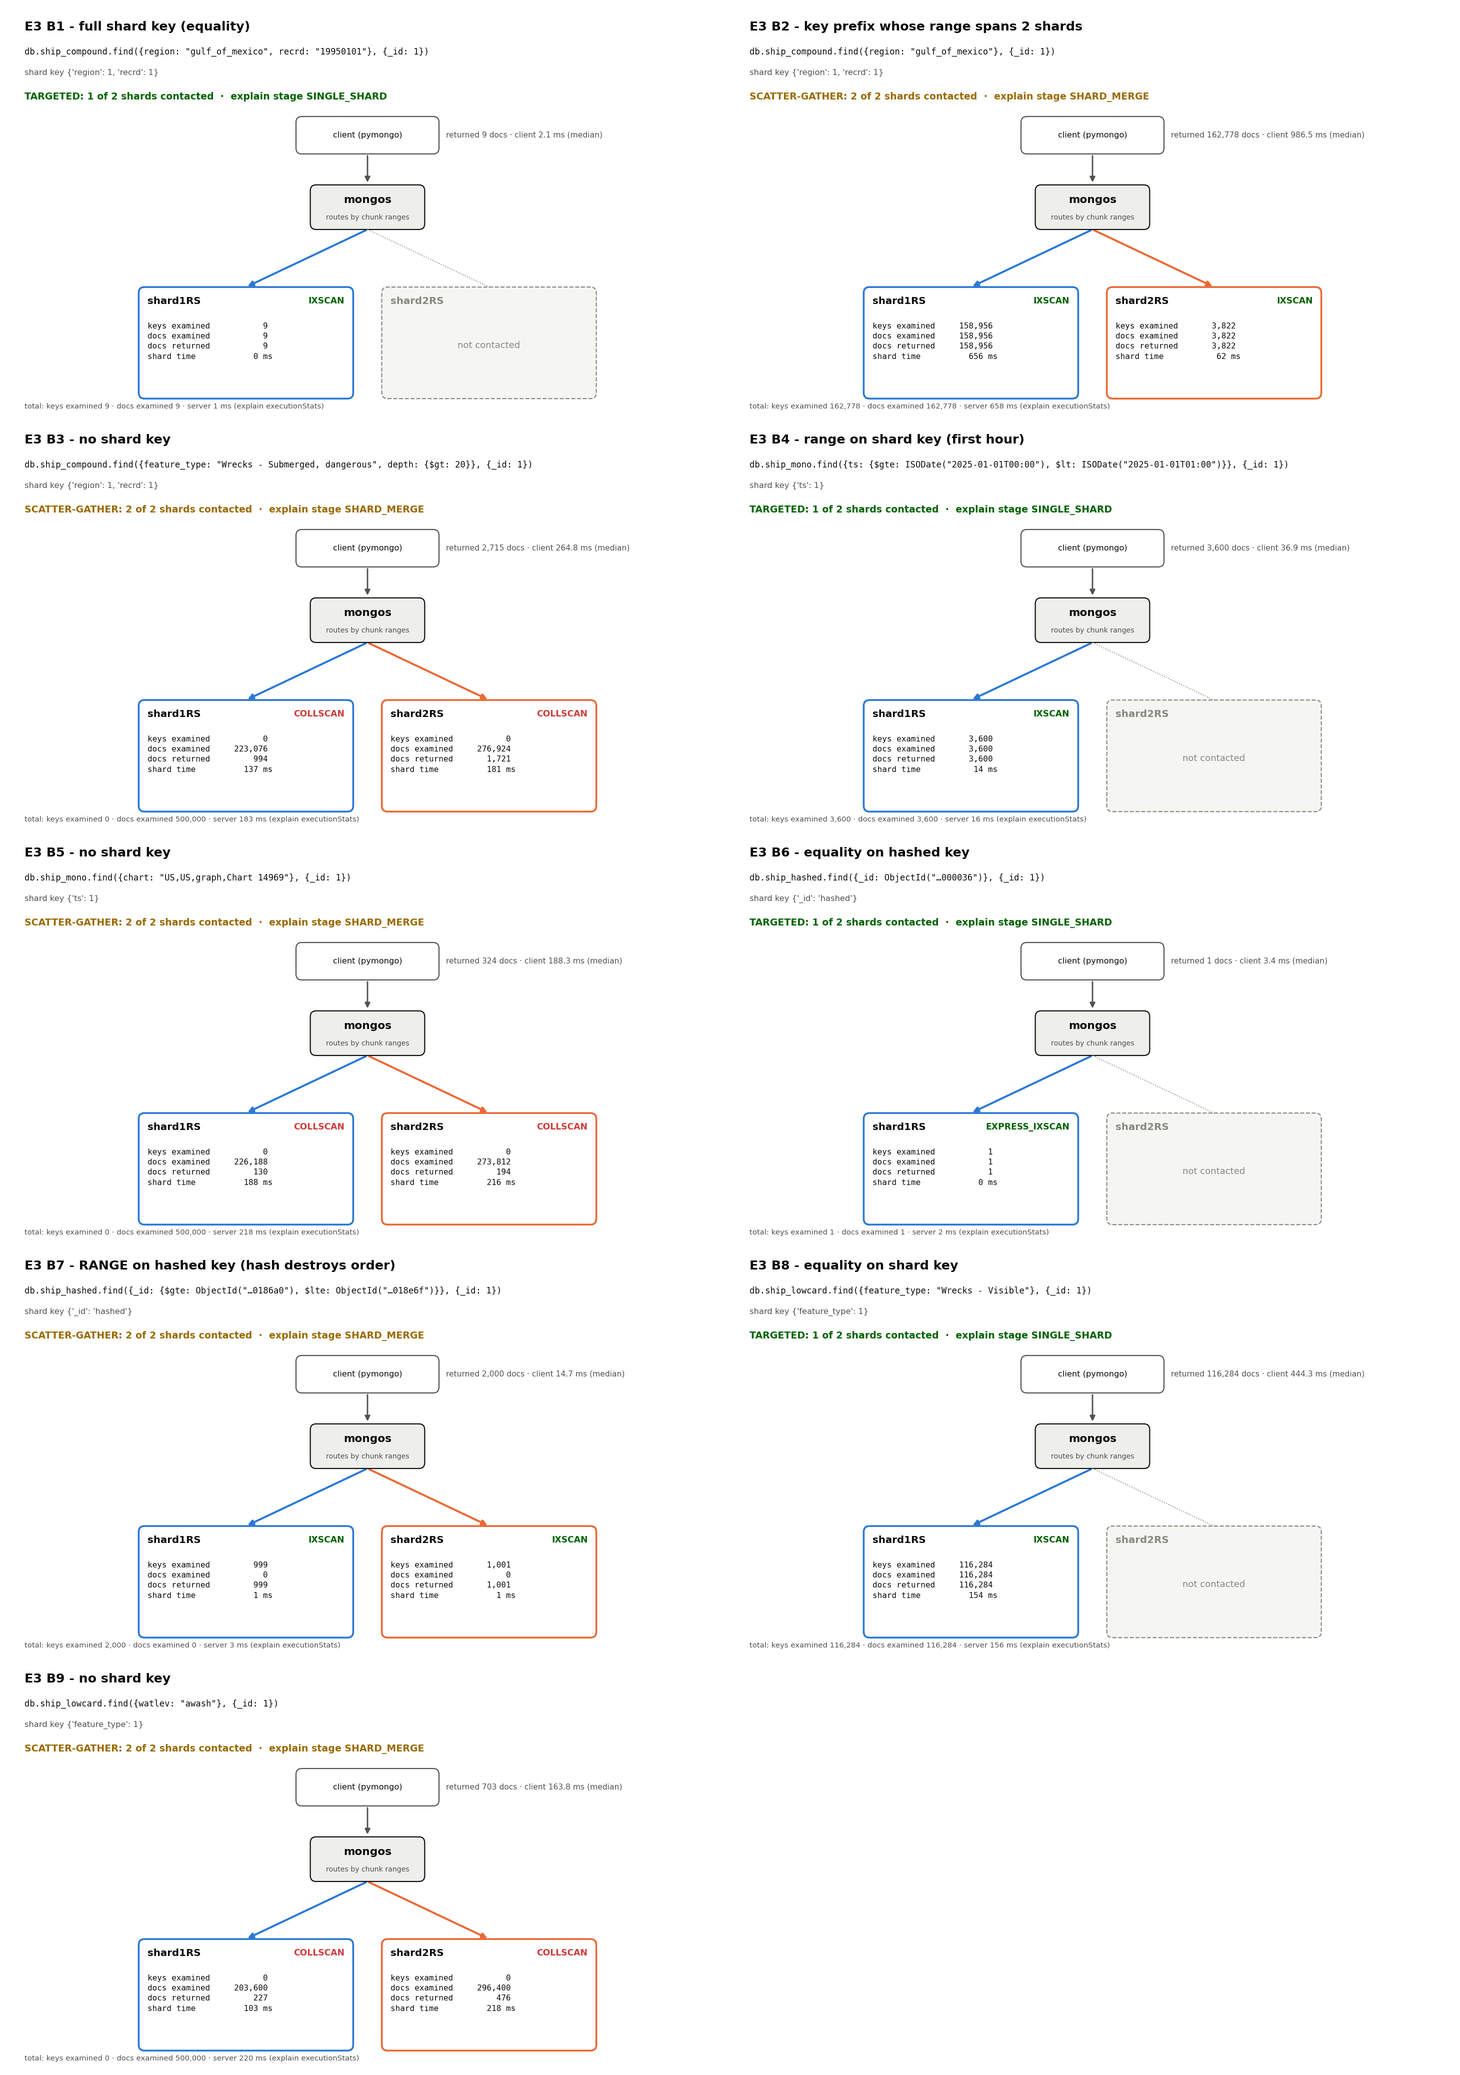 E3 B1 - full shard key (equality)
db.ship_compound.find({region: "gulf_of_mexico", recrd: "19950101"}, {_id: 1})
shard key {'region': 1, 'recrd': 1}
TARGETED: 1 of 2 shards contacted · explain stage SINGLE_SHARD
client (pymongo)
returned 9 docs · client 2.1 ms (median)
mongos
routes by chunk ranges
shard1RS IXSCAN
keys examined 9
docs examined 9
docs returned 9
shard time 0 ms
shard2RS
not contacted
total: keys examined 9 · docs examined 9 · server 1 ms (explain executionStats)
E3 B2 - key prefix whose range spans 2 shards
db.ship_compound.find({region: "gulf_of_mexico"}, {_id: 1})
shard key {'region': 1, 'recrd': 1}
SCATTER-GATHER: 2 of 2 shards contacted · explain stage SHARD_MERGE
client (pymongo)
returned 162,778 docs · client 986.5 ms (median)
mongos
routes by chunk ranges
shard1RS IXSCAN
keys examined 158,956
docs examined 158,956
docs returned 158,956
shard time 656 ms
shard2RS IXSCAN
keys examined 3,822
docs examined 3,822
docs returned 3,822
shard time 62 ms
total: keys examined 162,778 · docs examined 162,778 · server 658 ms (explain executionStats)
E3 B3 - no shard key
db.ship_compound.find({feature_type: "Wrecks - Submerged, dangerous", depth: {$gt: 20}}, {_id: 1})
shard key {'region': 1, 'recrd': 1}
SCATTER-GATHER: 2 of 2 shards contacted · explain stage SHARD_MERGE
client (pymongo)
returned 2,715 docs · client 264.8 ms (median)
mongos
routes by chunk ranges
shard1RS COLLSCAN
keys examined 0
docs examined 223,076
docs returned 994
shard time 137 ms
shard2RS COLLSCAN
keys examined 0
docs examined 276,924
docs returned 1,721
shard time 181 ms
total: keys examined 0 · docs examined 500,000 · server 183 ms (explain executionStats)
E3 B4 - range on shard key (first hour)
db.ship_mono.find({ts: {$gte: ISODate("2025-01-01T00:00"), $lt: ISODate("2025-01-01T01:00")}}, {_id: 1})
shard key {'ts': 1}
TARGETED: 1 of 2 shards contacted · explain stage SINGLE_SHARD
client (pymongo)
returned 3,600 docs · client 36.9 ms (median)
mongos
routes by chunk ranges
shard1RS IXSCAN
keys examined 3,600
docs examined 3,600
docs returned 3,600
shard time 14 ms
shard2RS
not contacted
total: keys examined 3,600 · docs examined 3,600 · server 16 ms (explain executionStats)
E3 B5 - no shard key
db.ship_mono.find({chart: "US,US,graph,Chart 14969"}, {_id: 1})
shard key {'ts': 1}
SCATTER-GATHER: 2 of 2 shards contacted · explain stage SHARD_MERGE
client (pymongo)
returned 324 docs · client 188.3 ms (median)
mongos
routes by chunk ranges
shard1RS COLLSCAN
keys examined 0
docs examined 226,188
docs returned 130
shard time 188 ms
shard2RS COLLSCAN
keys examined 0
docs examined 273,812
docs returned 194
shard time 216 ms
total: keys examined 0 · docs examined 500,000 · server 218 ms (explain executionStats)
E3 B6 - equality on hashed key
db.ship_hashed.find({_id: ObjectId("…000036")}, {_id: 1})
shard key {'_id': 'hashed'}
TARGETED: 1 of 2 shards contacted · explain stage SINGLE_SHARD
client (pymongo)
returned 1 docs · client 3.4 ms (median)
mongos
routes by chunk ranges
shard1RS EXPRESS_IXSCAN
keys examined 1
docs examined 1
docs returned 1
shard time 0 ms
shard2RS
not contacted
total: keys examined 1 · docs examined 1 · server 2 ms (explain executionStats)
E3 B7 - RANGE on hashed key (hash destroys order)
db.ship_hashed.find({_id: {$gte: ObjectId("…0186a0"), $lte: ObjectId("…018e6f")}}, {_id: 1})
shard key {'_id': 'hashed'}
SCATTER-GATHER: 2 of 2 shards contacted · explain stage SHARD_MERGE
client (pymongo)
returned 2,000 docs · client 14.7 ms (median)
mongos
routes by chunk ranges
shard1RS IXSCAN
keys examined 999
docs examined 0
docs returned 999
shard time 1 ms
shard2RS IXSCAN
keys examined 1,001
docs examined 0
docs returned 1,001
shard time 1 ms
total: keys examined 2,000 · docs examined 0 · server 3 ms (explain executionStats)
E3 B8 - equality on shard key
db.ship_lowcard.find({feature_type: "Wrecks - Visible"}, {_id: 1})
shard key {'feature_type': 1}
TARGETED: 1 of 2 shards contacted · explain stage SINGLE_SHARD
client (pymongo)
returned 116,284 docs · client 444.3 ms (median)
mongos
routes by chunk ranges
shard1RS IXSCAN
keys examined 116,284
docs examined 116,284
docs returned 116,284
shard time 154 ms
shard2RS
not contacted
total: keys examined 116,284 · docs examined 116,284 · server 156 ms (explain executionStats)
E3 B9 - no shard key
db.ship_lowcard.find({watlev: "awash"}, {_id: 1})
shard key {'feature_type': 1}
SCATTER-GATHER: 2 of 2 shards contacted · explain stage SHARD_MERGE
client (pymongo)
returned 703 docs · client 163.8 ms (median)
mongos
routes by chunk ranges
shard1RS COLLSCAN
keys examined 0
docs examined 203,600
docs returned 227
shard time 103 ms
shard2RS COLLSCAN
keys examined 0
docs examined 296,400
docs returned 476
shard time 218 ms
total: keys examined 0 · docs examined 500,000 · server 220 ms (explain executionStats)